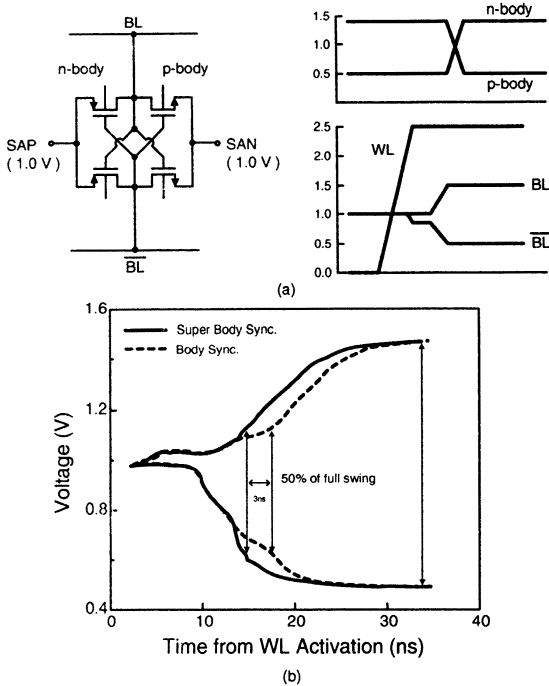 BL
n-body
p-body
SAP
( 1.0 V )
SAN
( 1.0 V )
BL
1.5
1.0
0.5
n-body
p-body
2.5
2.0
1.5
1.0
0.5
0.0
WL
BL
BL
(a)
1.6
1.2
0.8
0.4
Voltage (V)
Super Body Sync.
Body Sync.
50% of full swing
3ns
0
10
20
30
40
Time from WL Activation (ns)
(b)